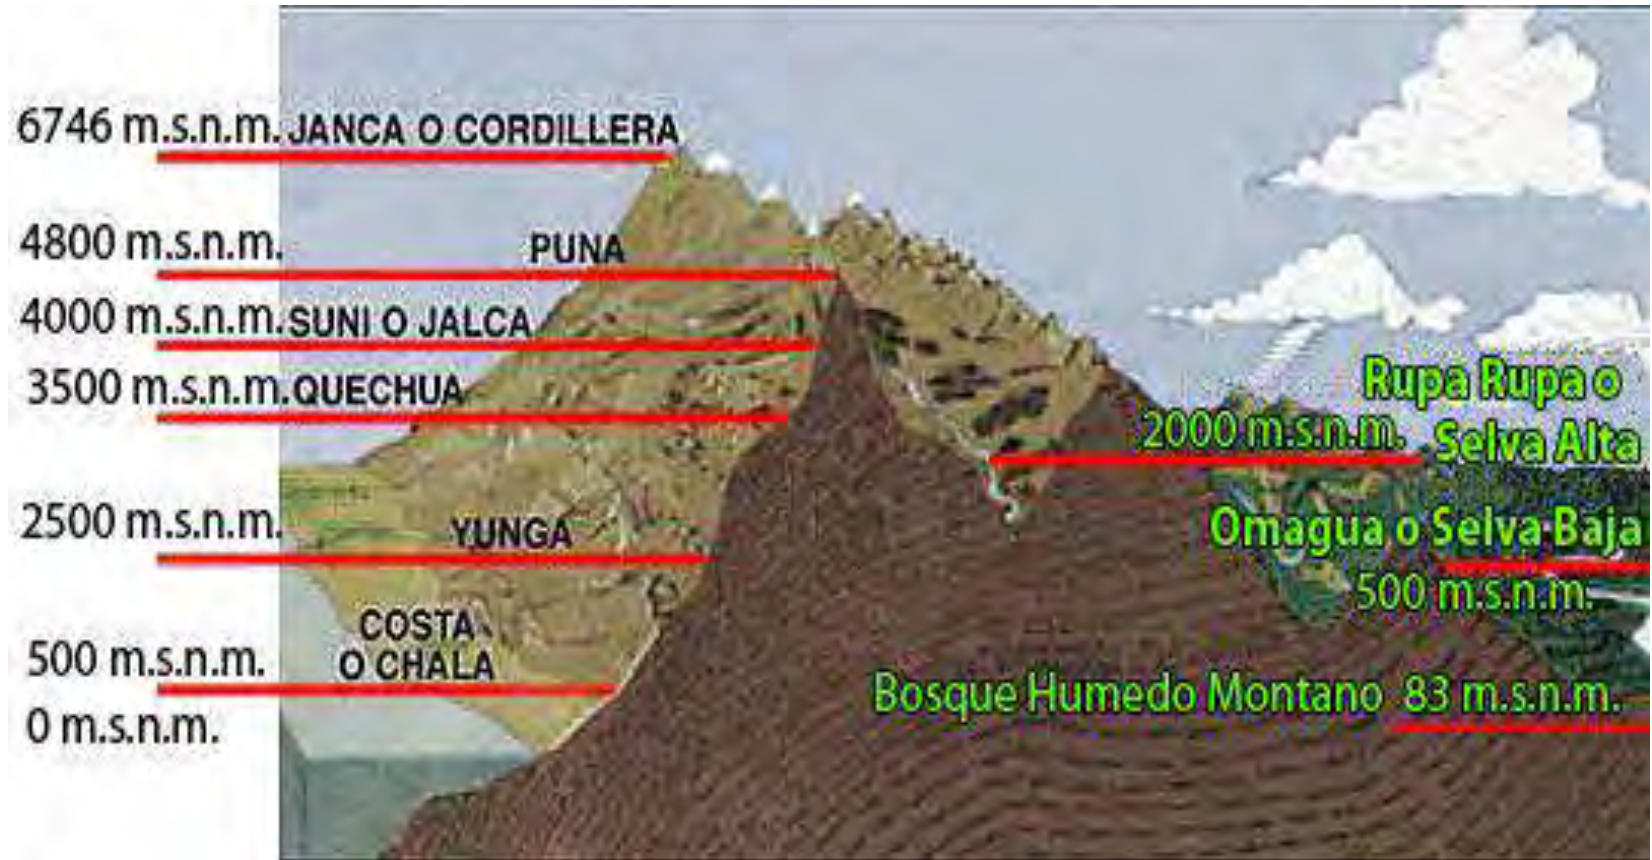 6746 m.s.n.m. JANCA O CORDILLERA
4800 m.s.n.m. PUNA
4000 m.s.n.m. SUNI O JALCA
3500 m.s.n.m. QUECHUA
2500 m.s.n.m. YUNGA
COSTA
O CHALA
500 m.s.n.m.
0 m.s.n.m.
Rupa Rupa o
Selva Alta
2000 m.s.n.m.
Omagua o Selva Baja
500 m.s.n.m.
Bosque Humedo Montano 83 m.s.n.m.